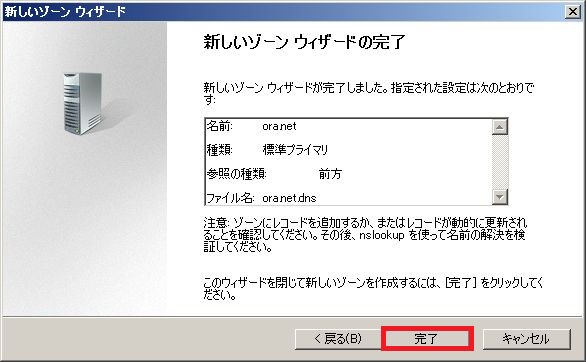 新しいゾーン ウィザード
新しいゾーン ウィザードの完了
新しいゾーン ウィザードが完了しました。指定された設定は次のとおりで
す:
名前: ora.net
種類: 標準プライマリ
参照の種類: 前方
ファイル名: ora.net.dns
注意: ゾーンにレコードを追加するか、またはレコードが動的に更新され
ることを確認してください。その後、nslookup を使って名前の解決を検
証してください。
このウィザードを閉じて新しいゾーンを作成するには、[完了] をクリックしてく
ださい。
< 戻る(B) 完了 キャンセル